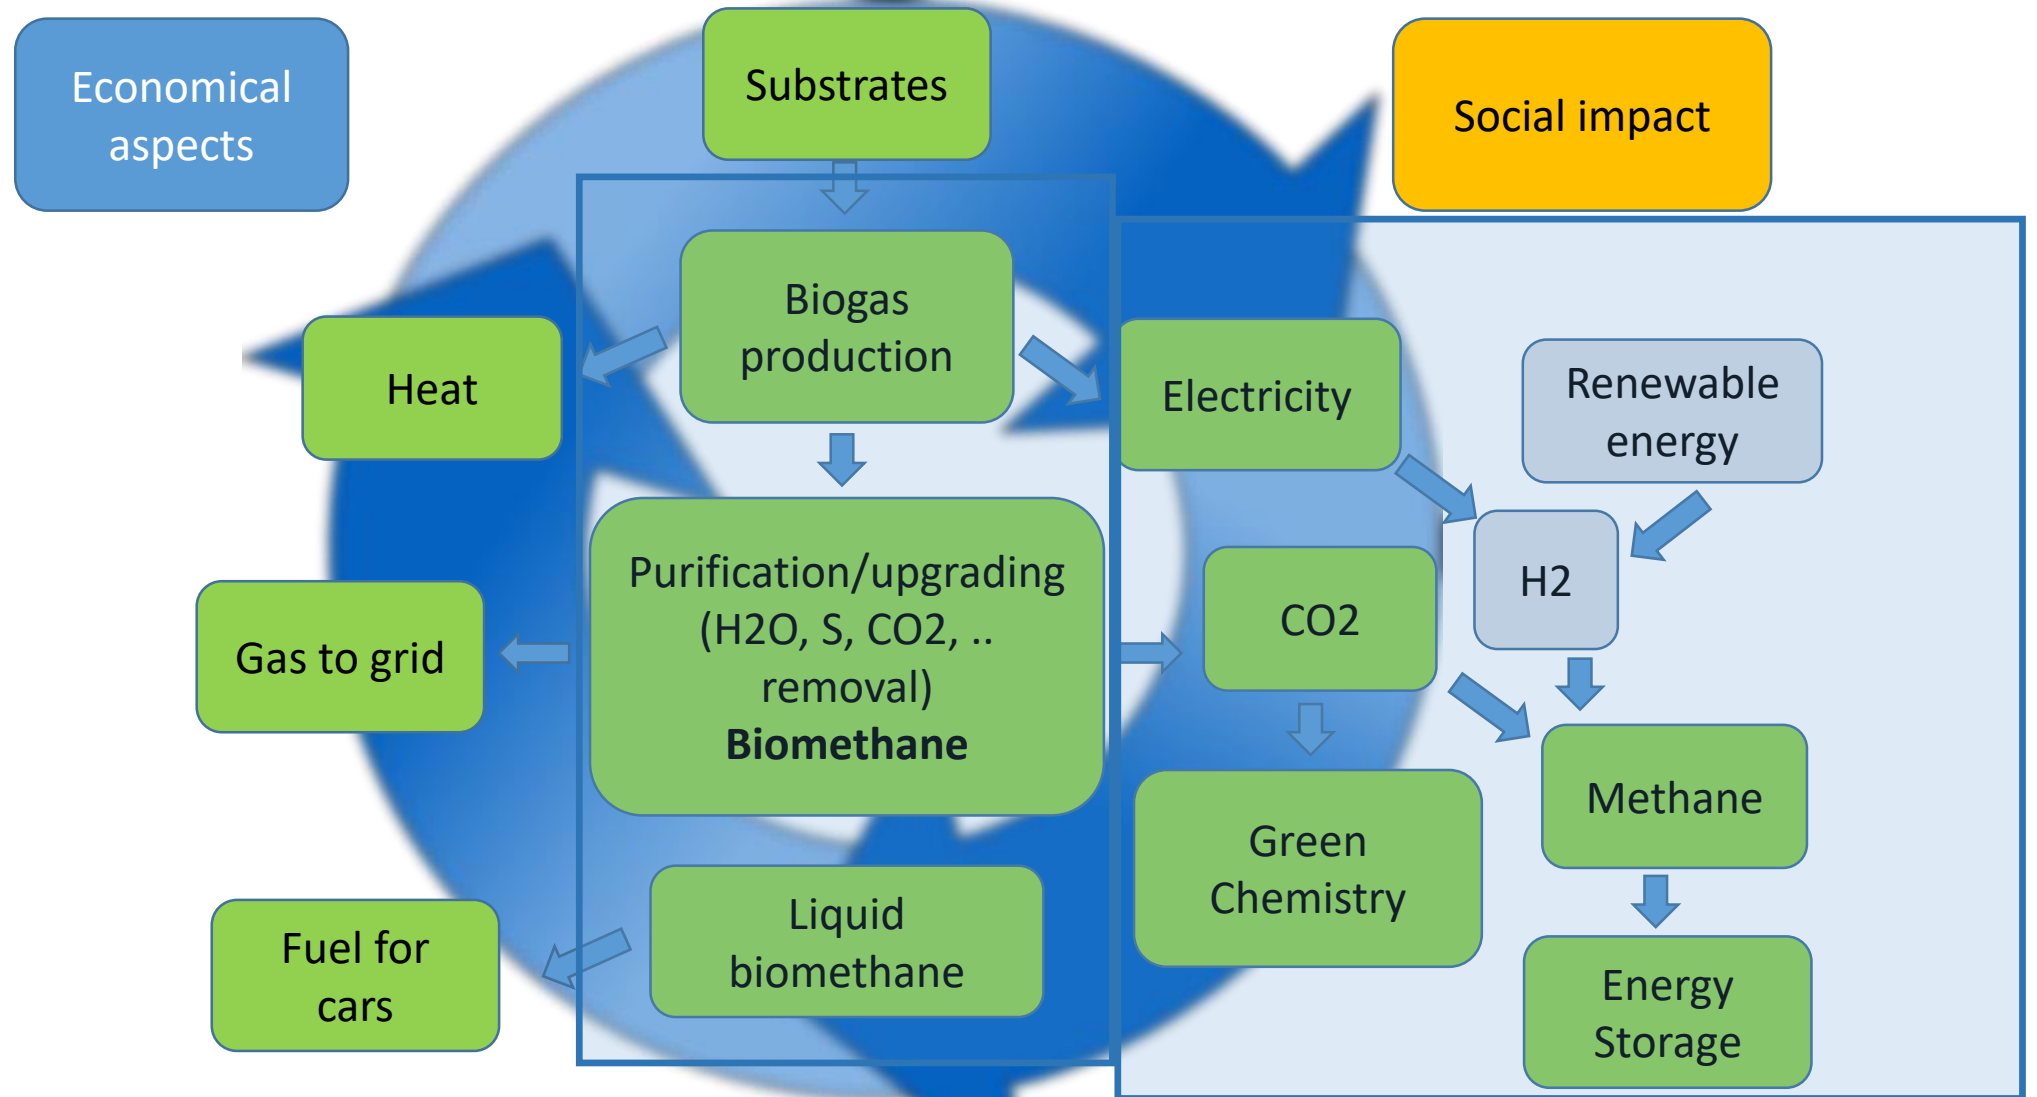 Economical
aspects
Substrates
Social impact
Biogas
production
Heat
Electricity
Renewable
energy
Purification/upgrading
(H2O, S, CO2, ..
removal)
Biomethane
H2
CO2
Gas to grid
Methane
Green
Chemistry
Liquid
biomethane
Fuel for
cars
Energy
Storage